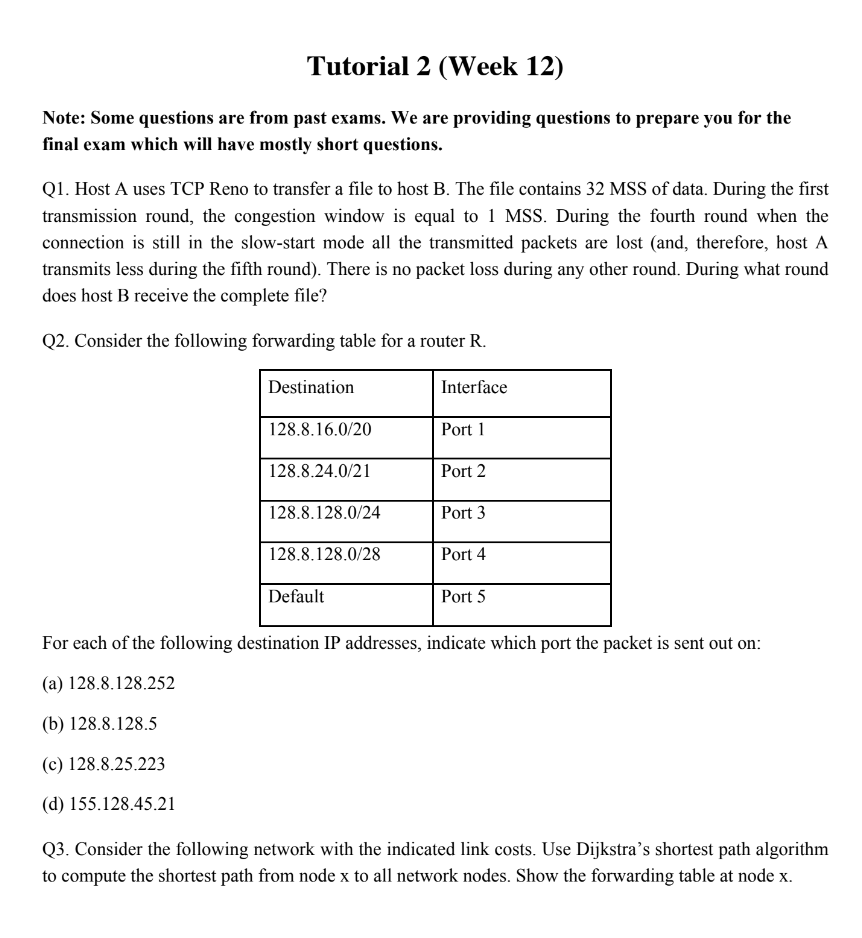 Tutorial 2 (Week 12)
Note: Some questions are from past exams. We are providing questions to prepare you for the
final exam which will have mostly short questions.
Q1. Host A uses TCP Reno to transfer a file to host B. The file contains 32 MSS of data. During the first
transmission round, the congestion window is equal to 1 MSS. During the fourth round when the
connection is still in the slow-start mode all the transmitted packets are lost (and, therefore, host A
transmits less during the fifth round). There is no packet loss during any other round. During what round
does host B receive the complete file?
Q2. Consider the following forwarding table for a router R.
Destination Interface
128.8.16.0/20 Port 1
128.8.24.0/21 Port 2
128.8.128.0/24 Port 3
128.8.128.0/28 Port 4
Default Port 5
For each of the following destination IP addresses, indicate which port the packet is sent out on:
(a) 128.8.128.252
(b) 128.8.128.5
(c) 128.8.25.223
(d) 155.128.45.21
Q3. Consider the following network with the indicated link costs. Use Dijkstra’s shortest path algorithm
to compute the shortest path from node x to all network nodes. Show the forwarding table at node x.